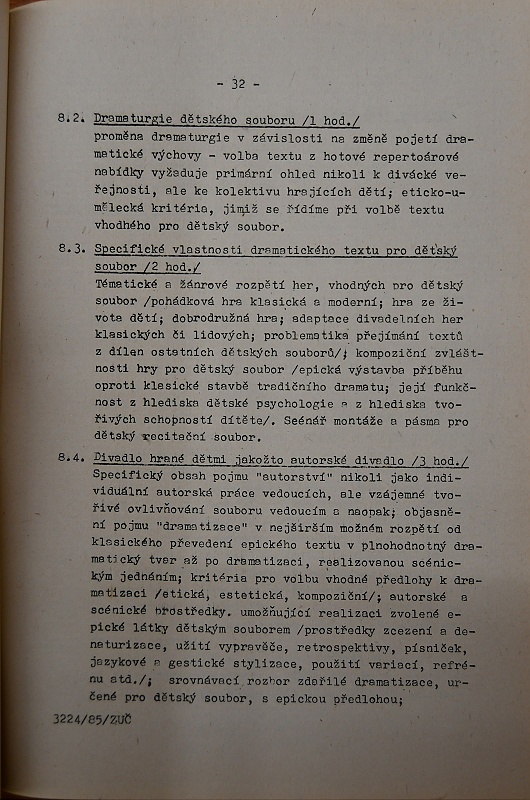 - 32 -
8.2. Dramaturgie dětského souboru /1 hod./
proměna dramaturgie v závislosti na změně pojetí dra-
matické výchovy - volba textu z hotové repertoárové
nabídky vyžaduje primární ohled nikoli k divácké ve-
řejnosti, ale ke kolektivu hrajících dětí; eticko-u-
mělecká kritéria, jimiž se řídíme při volbě textu
vhodného pro dětský soubor.
8.3. Specifické vlastnosti dramatického textu pro dětský
soubor /2 hod./
Tématické a žánrové rozpětí her, vhodných pro dětský
soubor /pohádková hra klasická a moderní; hra ze ži-
vota dětí; dobrodružná hra; adaptace divadelních her
klasických či lidových; problematika přejímání textů
z dílen ostatních dětských souborů/; kompoziční zvlášt-
nosti hry pro dětský soubor /epická výstavba příběhu
oproti klasické stavbě tradičního dramatu; její funkč-
nost z hlediska dětské psychologie a z hlediska tvo-
řivých schopností dítěte/. Scénář montáže a pásma pro
dětský recitační soubor.
8.4. Divadlo hrané dětmi jakožto autorské divadlo /3 hod./
Specifický obsah pojmu "autorství" nikoli jako indi-
viduální autorská práce vedoucích, ale vzájemné tvo-
řivé ovlivňování souboru vedoucím a naopak; objasně-
ní pojmu "dramatizace" v nejširším možném rozpětí od
klasického převedení epického textu v plnohodnotný dra-
matický tvar až po dramatizaci, realizovanou scénic-
kým jednáním; kritéria pro volbu vhodné předlohy k dra-
matizaci /etická, estetická, kompoziční/; autorské a
scénické prostředky. umožňující realizaci zvolené e-
pické látky dětským souborem /prostředky zcezení a de-
naturizace, užití vypravěče, retrospektivy, písniček,
jazykové a gestické stylizace, použití variací, refré-
nu atd./; srovnávací rozbor zdařilé dramatizace, ur-
čené pro dětský soubor, s epickou předlohou;
3224/85/ZUČ